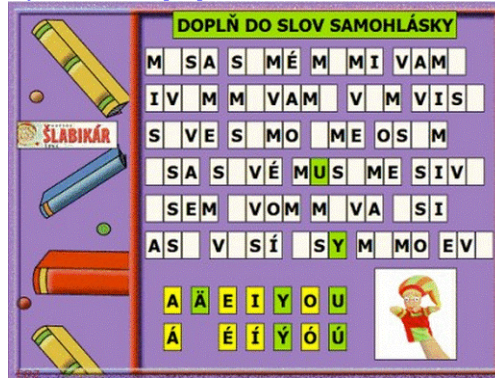 DOPLŇ DO SLOV SAMOHLÁSKY
M SA S MÉ M MI VAM
IV M M VAM V M VIS
S VES MO ME OS M
ŠLABIKÁR
SA S VÉ MUS ME SIV
SEM VOM M VA SI
AS V SÍ SY M MO EV
A Ä E I Y O U
Á É Í Ý Ó Ú